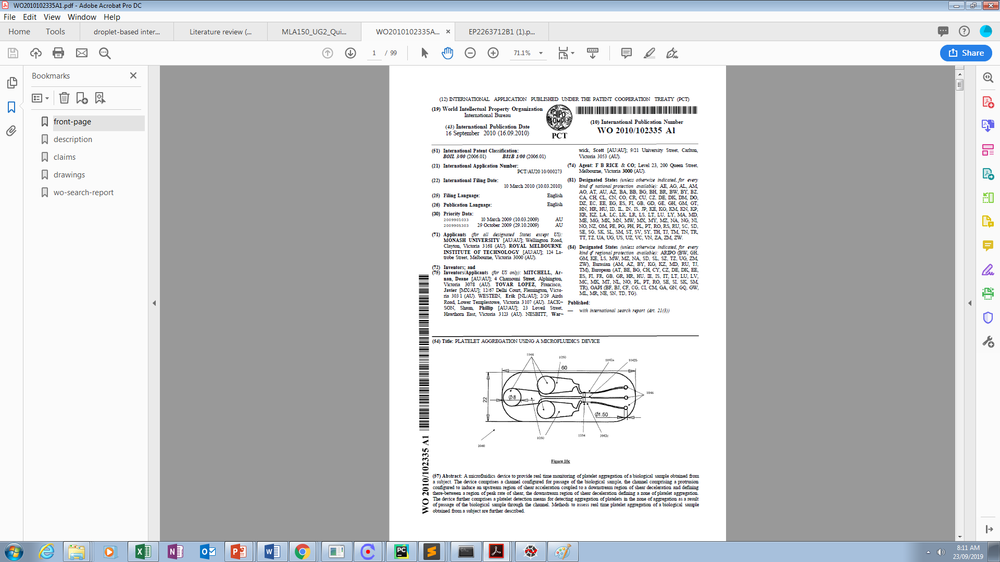 WO2010102335A1.pdf - Adobe Acrobat Pro DC
File Edit View Window Help
Home Tools droplet-based inter... Literature review (... MLA150_UG2_Qui... WO2010102335A... × EP2263712B1 (1).p...
1 / 99 71.1% Share
Bookmarks
front-page
description
claims
drawings
wo-search-report
(12) INTERNATIONAL APPLICATION PUBLISHED UNDER THE PATENT COOPERATION TREATY (PCT)
(19) World Intellectual Property Organization
International Bureau
(43) International Publication Date
16 September 2010 (16.09.2010)
WIPO
OMPI
PCT
(10) International Publication Number
WO 2010/102335 A1
(51) International Patent Classification:
BOIL 3/00 (2006.01) B81B 1/00 (2006.01)
(21) International Application Number:
PCT/AU20 10/000273
(22) International Filing Date:
10 March 2010 (10.03.2010)
(25) Filing Language: English
(26) Publication Language: English
(30) Priority Data:
2009901033 10 March 2009 (10.03.2009) AU
2009905303 29 October 2009 (29.10.2009) AU
(71) Applicants (for all designated States except US):
MONASH UNIVERSITY [AU/AU]; Wellington Road,
Clayton, Victoria 3168 (AU). ROYAL MELBOURNE
INSTITUTE OF TECHNOLOGY [AU/AU]; 124 La-
trobe Street, Melbourne, Victoria 3000 (AU).
(72) Inventors; and
(75) Inventors/Applicants (for US only): MITCHELL, Ar-
nan, Deane [AU/AU]; 4 Chamouni Street, Alphington,
Victoria 3078 (AU). TOVAR LOPEZ, Francisco,
Javier [MX/AU]; 12/67 Delhi Court, Flemington, Victo-
ria 303 1 (AU). WESTEIN, Erik [NL/AU]; 2/29 Airds
Road, Lower Templestowe, Victoria 3107 (AU). JACK¬
SON, Shaun, Phillip [AU/AU]; 23 Loveil Street,
Hawthorn East, Victoria 3123 (AU). NESBITT, War¬
wick, Scott [AU/AU]; 9/21 University Street, Carlton,
Victoria 3053 (AU).
(74) Agent: F B RICE & CO; Level 23, 200 Queen Street,
Melbourne, Victoria 3000 (AU).
(81) Designated States (unless otherwise indicated, for every
kind of national protection available): AE, AG, AL, AM,
AO, AT, AU, AZ, BA, BB, BG, BH, BR, BW, BY, BZ,
CA, CH, CL, CN, CO, CR, CU, CZ, DE, DK, DM, DO,
DZ, EC, EE, EG, ES, FI, GB, GD, GE, GH, GM, GT,
HN, HR, HU, ID, IL, IN, IS, JP, KE, KG, KM, KN, KP,
KR, KZ, LA, LC, LK, LR, LS, LT, LU, LY, MA, MD,
ME, MG, MK, MN, MW, MX, MY, MZ, NA, NG, NI,
NO, NZ, OM, PE, PG, PH, PL, PT, RO, RS, RU, SC, SD,
SE, SG, SK, SL, SM, ST, SV, SY, TH, TJ, TM, TN, TR,
TT, TZ, UA, UG, US, UZ, VC, VN, ZA, ZM, ZW.
(84) Designated States (unless otherwise indicated, for every
kind of regional protection available): ARIPO (BW, GH,
GM, KE, LS, MW, MZ, NA, SD, SL, SZ, TZ, UG, ZM,
ZW), Eurasian (AM, AZ, BY, KG, KZ, MD, RU, TJ,
TM), European (AT, BE, BG, CH, CY, CZ, DE, DK, EE,
ES, FI, FR, GB, GR, HR, HU, IE, IS, IT, LT, LU, LV,
MC, MK, MT, NL, NO, PL, PT, RO, SE, SI, SK, SM,
TR), OAPI (BF, BJ, CF, CG, CI, CM, GA, GN, GQ, GW,
ML, MR, NE, SN, TD, TG).
Published:
— with international search report (Art. 21(3))
(54) Title: PLATELET AGGREGATION USING A MICROFLUIDICS DEVICE
1044 1050 1042a 1042b
60
1046
22
Ø8
Ø1.50
1050 1054 1042c
1040
Figure 10c
(57) Abstract: A microfluidics device to provide real time monitoring of platelet aggregation of a biological sample obtained from
a subject. The device comprises a channel configured for passage of the biological sample, the channel comprising a protrusion
configured to induce an upstream region of shear acceleration coupled to a downstream region of shear deceleration and defining
there-between a region of peak rate of shear, the downstream region of shear deceleration defining a zone of platelet aggregation.
The device further comprises a platelet detection means for detecting aggregation of platelets in the zone of aggregation as a result
of passage of the biological sample through the channel. Methods to assess real time platelet aggregation of a biological sample
obtained from a subject are further described.
WO 2010/102335 A1
8:11 AM
23/09/2019